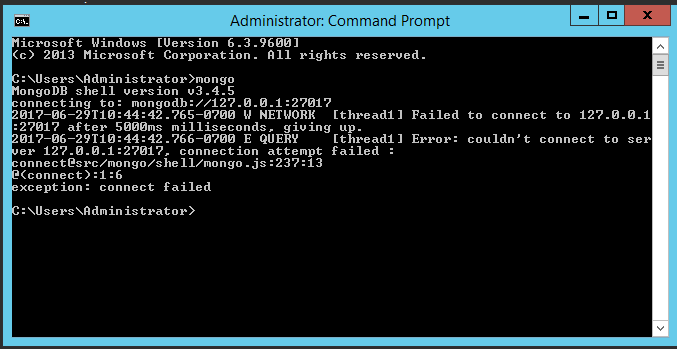 Administrator: Command Prompt
Microsoft Windows [Version 6.3.9600]
(c) 2013 Microsoft Corporation. All rights reserved.
C:\Users\Administrator>mongo
MongoDB shell version v3.4.5
connecting to: mongodb://127.0.0.1:27017
2017-06-29T10:44:42.765-0700 W NETWORK  [thread1] Failed to connect to 127.0.0.1
:27017 after 5000ms milliseconds, giving up.
2017-06-29T10:44:42.766-0700 E QUERY    [thread1] Error: couldn't connect to ser
ver 127.0.0.1:27017, connection attempt failed :
connect@src/mongo/shell/mongo.js:237:13
@(connect):1:6
exception: connect failed
C:\Users\Administrator>